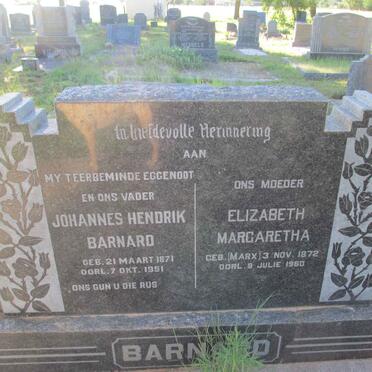 In Liefdevolle Herinnering
AAN
MY TEERBEMINDE EGGENOOT
EN ONS VADER
JOHANNES HENDRIK
BARNARD
GEB. 21 MAART 1871
OORL. 7 OKT. 1951
ONS GUN U DIE RUS
ONS MOEDER
ELIZABETH
MARGARETHA
GEB. (MARX) 3 NOV. 1872
OORL. 9 JULIE 1960
BARNARD